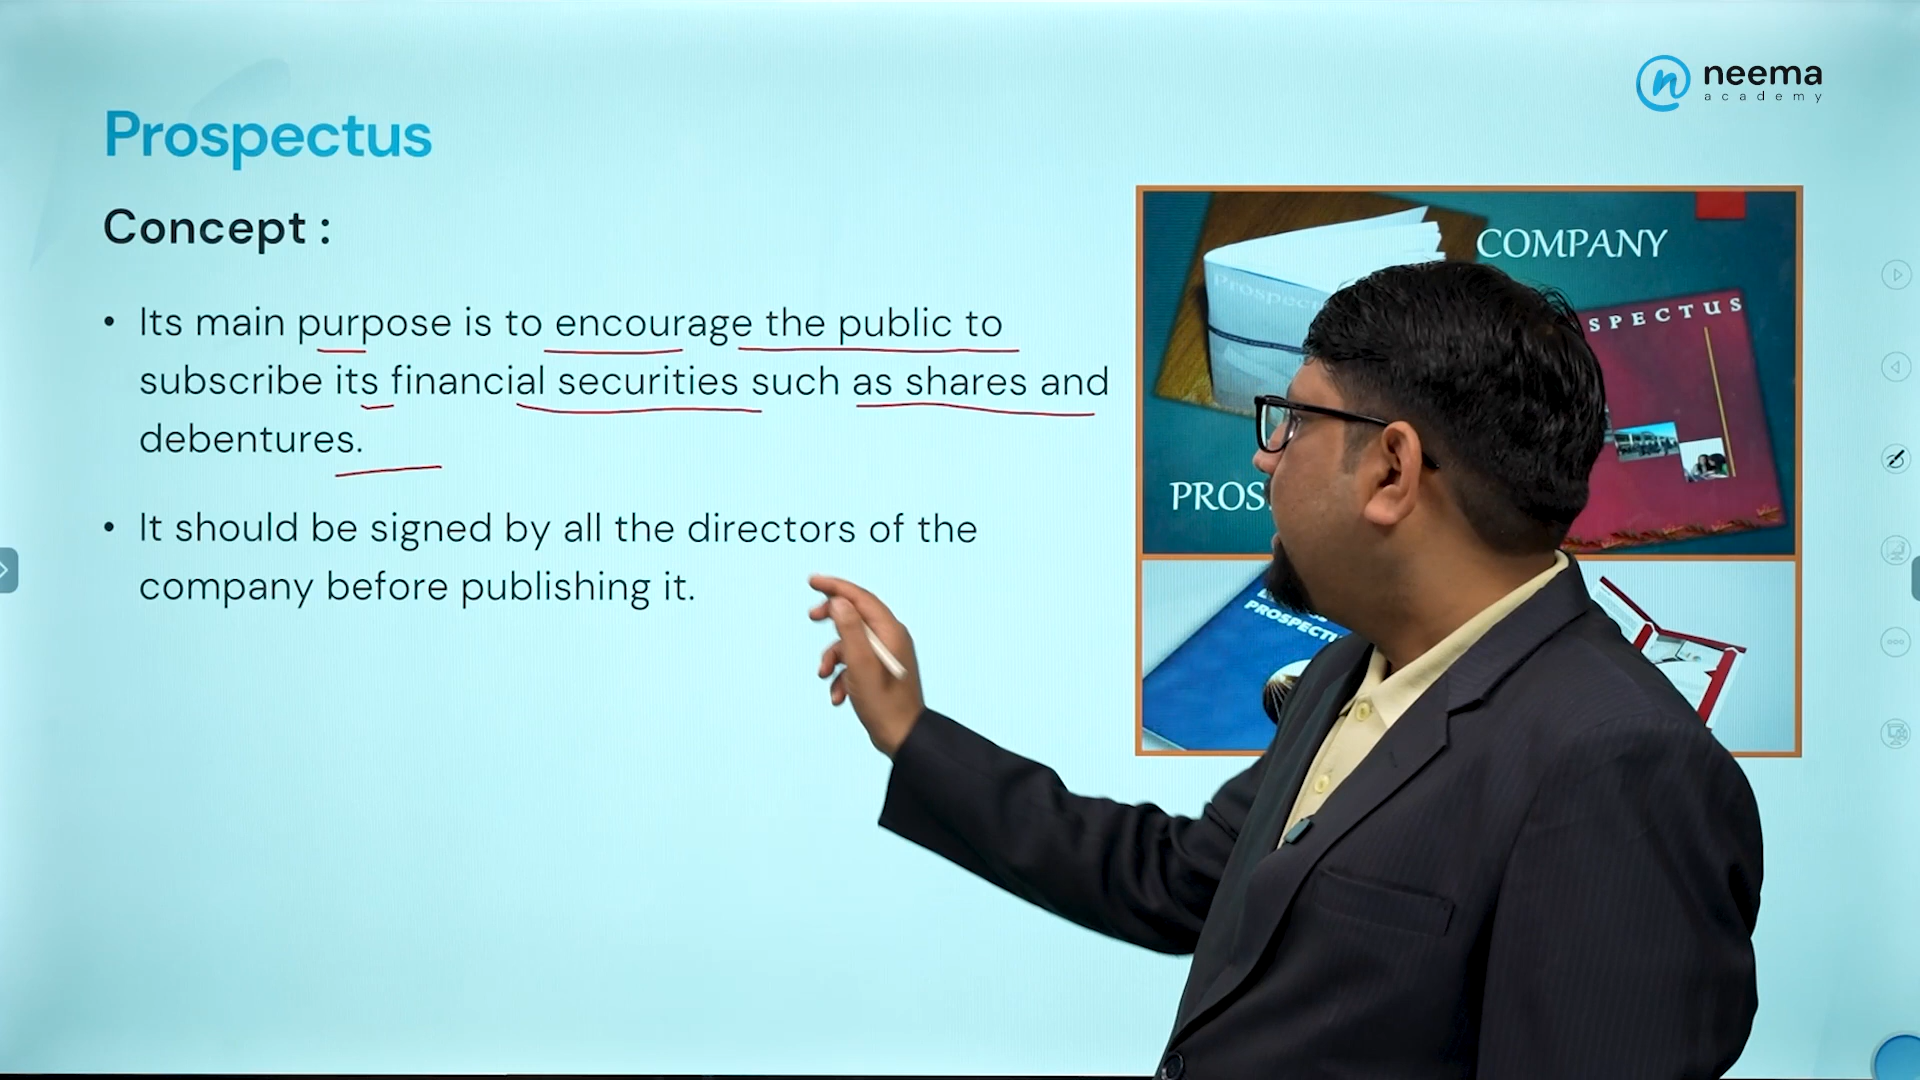 neema
academy
Prospectus
Concept :
• Its main purpose is to encourage the public to
subscribe its financial securities such as shares and
debentures.
• It should be signed by all the directors of the
company before publishing it.
COMPANY
Prospec
SPECTUS
PROS
PROSPECT